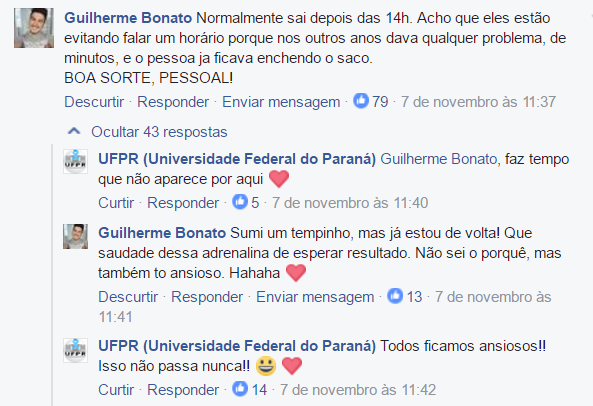 Guilherme Bonato Normalmente sai depois das 14h. Acho que eles estão
evitando falar um horário porque nos outros anos dava qualquer problema, de
minutos, e o pessoa ja ficava enchendo o saco.
BOA SORTE, PESSOAL!
Descurtir · Responder · Enviar mensagem · 79 · 7 de novembro às 11:37
Ocultar 43 respostas
UFPR (Universidade Federal do Paraná) Guilherme Bonato, faz tempo
que não aparece por aqui ❤
Curtir · Responder · 5 · 7 de novembro às 11:40
Guilherme Bonato Sumi um tempinho, mas já estou de volta! Que
saudade dessa adrenalina de esperar resultado. Não sei o porquê, mas
também to ansioso. Hahaha ❤
Descurtir · Responder · Enviar mensagem · 13 · 7 de novembro às
11:41
UFPR (Universidade Federal do Paraná) Todos ficamos ansiosos!!
Isso não passa nunca!! 😃 ❤
Curtir · Responder · 14 · 7 de novembro às 11:42